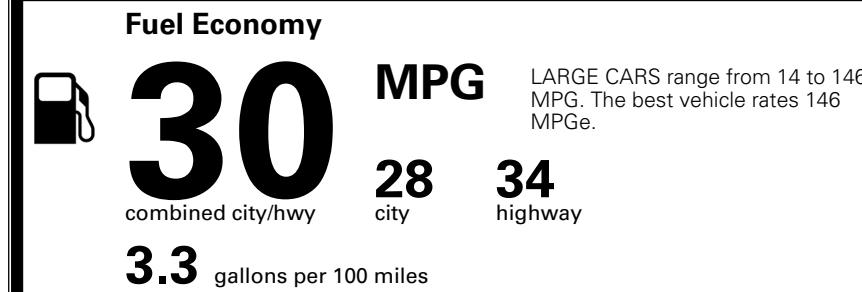 Fuel Economy
30
combined city/hwy
MPG
28
city
34
highway
LARGE CARS range from 14 to 146
MPG. The best vehicle rates 146
MPGe.
3.3 gallons per 100 miles